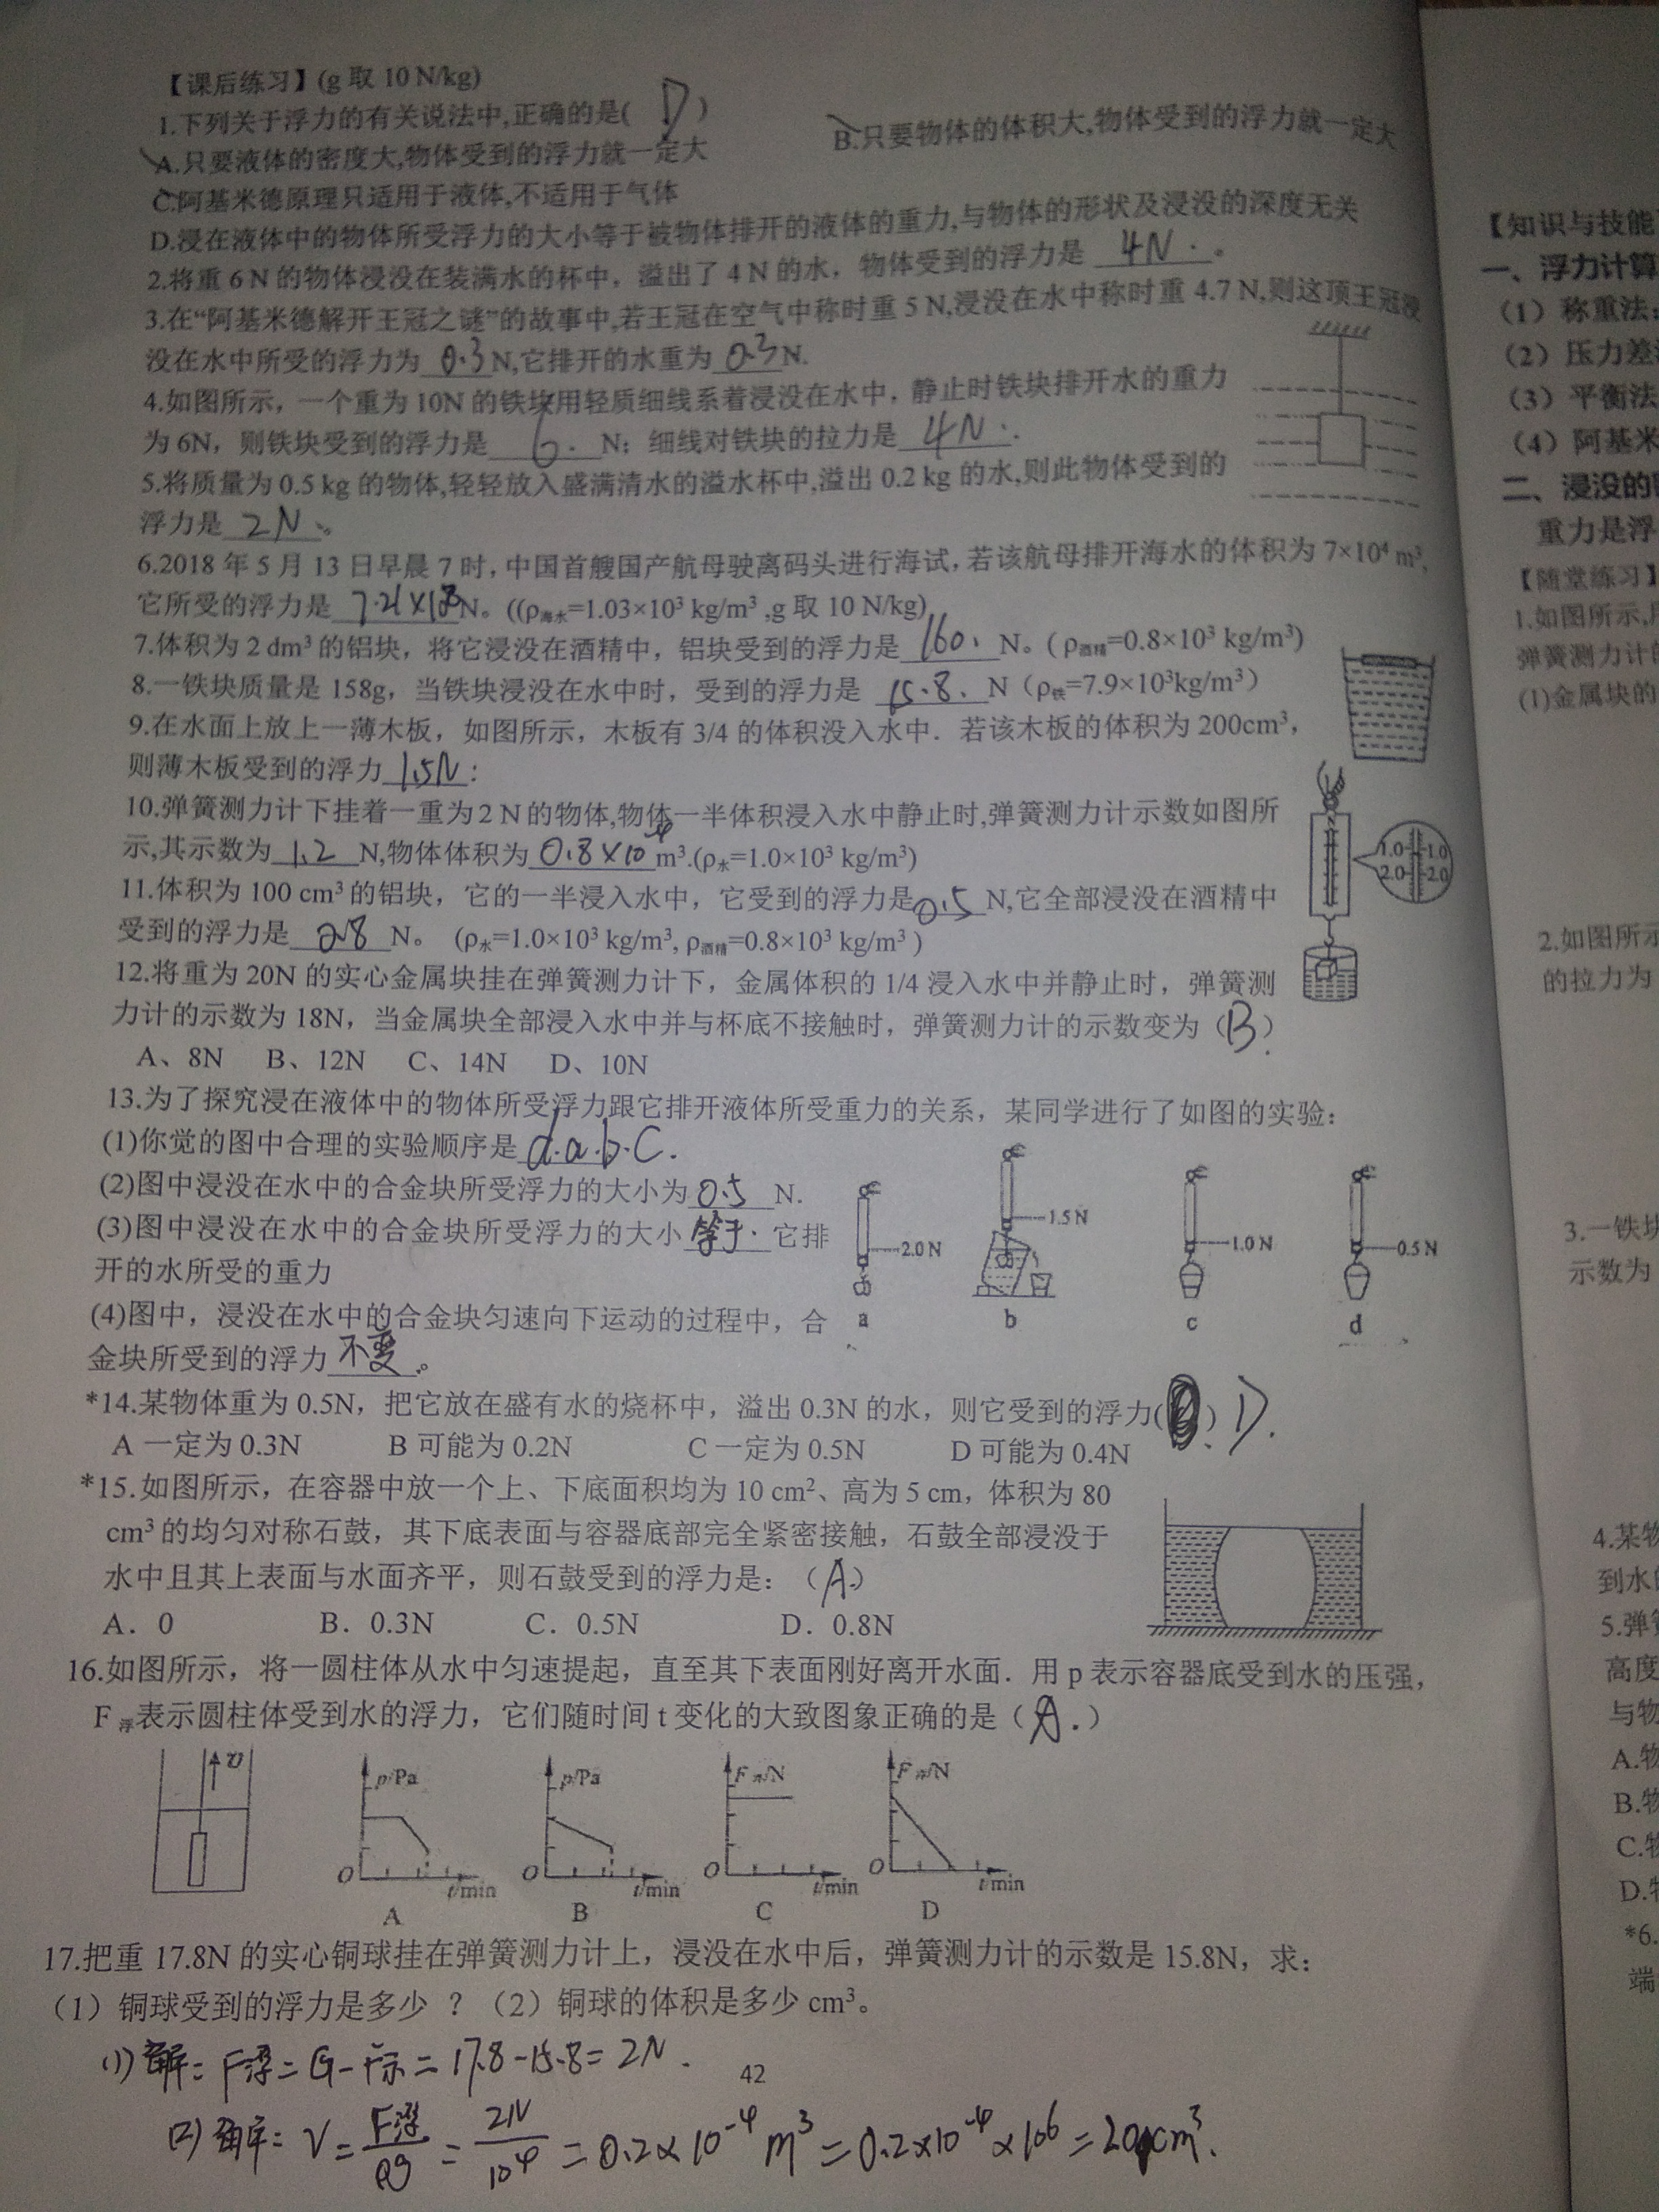 【课后练习】(g 取 10 N/kg)
1.下列关于浮力的有关说法中,正确的是( D )
A.只要液体的密度大,物体受到的浮力就一定大 B.只要物体的体积大,物体受到的浮力就一定大
C.阿基米德原理只适用于液体,不适用于气体
D.浸在液体中的物体所受浮力的大小等于被物体排开的液体的重力,与物体的形状及浸没的深度无关
2.将重 6 N 的物体浸没在装满水的杯中，溢出了 4 N 的水，物体受到的浮力是 4N 。
3.在“阿基米德解开王冠之谜”的故事中,若王冠在空气中称时重 5 N,浸没在水中称时重 4.7 N,则这顶王冠浸
没在水中所受的浮力为 0.3 N,它排开的水重为 0.3 N.
4.如图所示，一个重为 10N 的铁块用轻质细线系着浸没在水中，静止时铁块排开水的重力
为 6N，则铁块受到的浮力是 6. N；细线对铁块的拉力是 4N .
5.将质量为 0.5 kg 的物体,轻轻放入盛满清水的溢水杯中,溢出 0.2 kg 的水,则此物体受到的
浮力是 2N 。
6.2018 年 5 月 13 日早晨 7 时，中国首艘国产航母驶离码头进行海试，若该航母排开海水的体积为 7×10⁴ m³,
它所受的浮力是 7.21×10⁸ N。((ρ海水=1.03×10³ kg/m³ ,g 取 10 N/kg)
7.体积为 2 dm³ 的铝块，将它浸没在酒精中，铝块受到的浮力是 160. N。( ρ酒精=0.8×10³ kg/m³)
8.一铁块质量是 158g，当铁块浸没在水中时，受到的浮力是 15.8. N（ρ铁=7.9×10³kg/m³）
9.在水面上放上一薄木板，如图所示，木板有 3/4 的体积没入水中．若该木板的体积为 200cm³，
则薄木板受到的浮力 1.5N ；
10.弹簧测力计下挂着一重为 2 N 的物体,物体一半体积浸入水中静止时,弹簧测力计示数如图所
示,其示数为 1.2 N,物体体积为 0.8×10⁻⁴ m³.(ρ水=1.0×10³ kg/m³)
1.0 1.0
2.0 2.0
11.体积为 100 cm³ 的铝块，它的一半浸入水中，它受到的浮力是 0.5 N,它全部浸没在酒精中
受到的浮力是 0.8 N。 (ρ水=1.0×10³ kg/m³, ρ酒精=0.8×10³ kg/m³ )
12.将重为 20N 的实心金属块挂在弹簧测力计下，金属体积的 1/4 浸入水中并静止时，弹簧测
力计的示数为 18N，当金属块全部浸入水中并与杯底不接触时，弹簧测力计的示数变为（ B ）
A、8N B、12N C、14N D、10N
13.为了探究浸在液体中的物体所受浮力跟它排开液体所受重力的关系，某同学进行了如图的实验：
(1)你觉的图中合理的实验顺序是 d.a.b.c.
(2)图中浸没在水中的合金块所受浮力的大小为 0.5 N.
(3)图中浸没在水中的合金块所受浮力的大小 等于. 它排
开的水所受的重力
(4)图中，浸没在水中的合金块匀速向下运动的过程中，合
金块所受到的浮力 不变 。
2.0 N 1.5 N 1.0 N 0.5 N
a b c d
*14.某物体重为 0.5N，把它放在盛有水的烧杯中，溢出 0.3N 的水，则它受到的浮力( ) D.
A 一定为 0.3N B 可能为 0.2N C 一定为 0.5N D 可能为 0.4N
*15.如图所示，在容器中放一个上、下底面积均为 10 cm²、高为 5 cm，体积为 80
cm³ 的均匀对称石鼓，其下底表面与容器底部完全紧密接触，石鼓全部浸没于
水中且其上表面与水面齐平，则石鼓受到的浮力是：（ A. ）
A．0 B．0.3N C．0.5N D．0.8N
16.如图所示，将一圆柱体从水中匀速提起，直至其下表面刚好离开水面．用 p 表示容器底受到水的压强，
F 浮表示圆柱体受到水的浮力，它们随时间 t 变化的大致图象正确的是（ A. ）
υ p/Pa p/Pa F浮/N F浮/N
O t/min O t/min O t/min O t/min
A B C D
17.把重 17.8N 的实心铜球挂在弹簧测力计上，浸没在水中后，弹簧测力计的示数是 15.8N，求：
（1）铜球受到的浮力是多少 ？（2）铜球的体积是多少 cm³。
(1) 解：F浮=G-F示=17.8-15.8=2N .
42
(2) 解：V=F浮/ρg=2N/10⁴=0.2×10⁻⁴ m³=0.2×10⁻⁴×10⁶=20cm³.
【知识与技能
一、浮力计算
（1）称重法：
（2）压力差
（3）平衡法
（4）阿基米
二、浸没的
重力是浮
【随堂练习】
1.如图所示,
弹簧测力计的
(1)金属块的
2.如图所示
的拉力为
3.一铁块
示数为
4.某物
到水的
5.弹簧
高度
与物
A.物
B.物
C.物
D.物
*6.
端